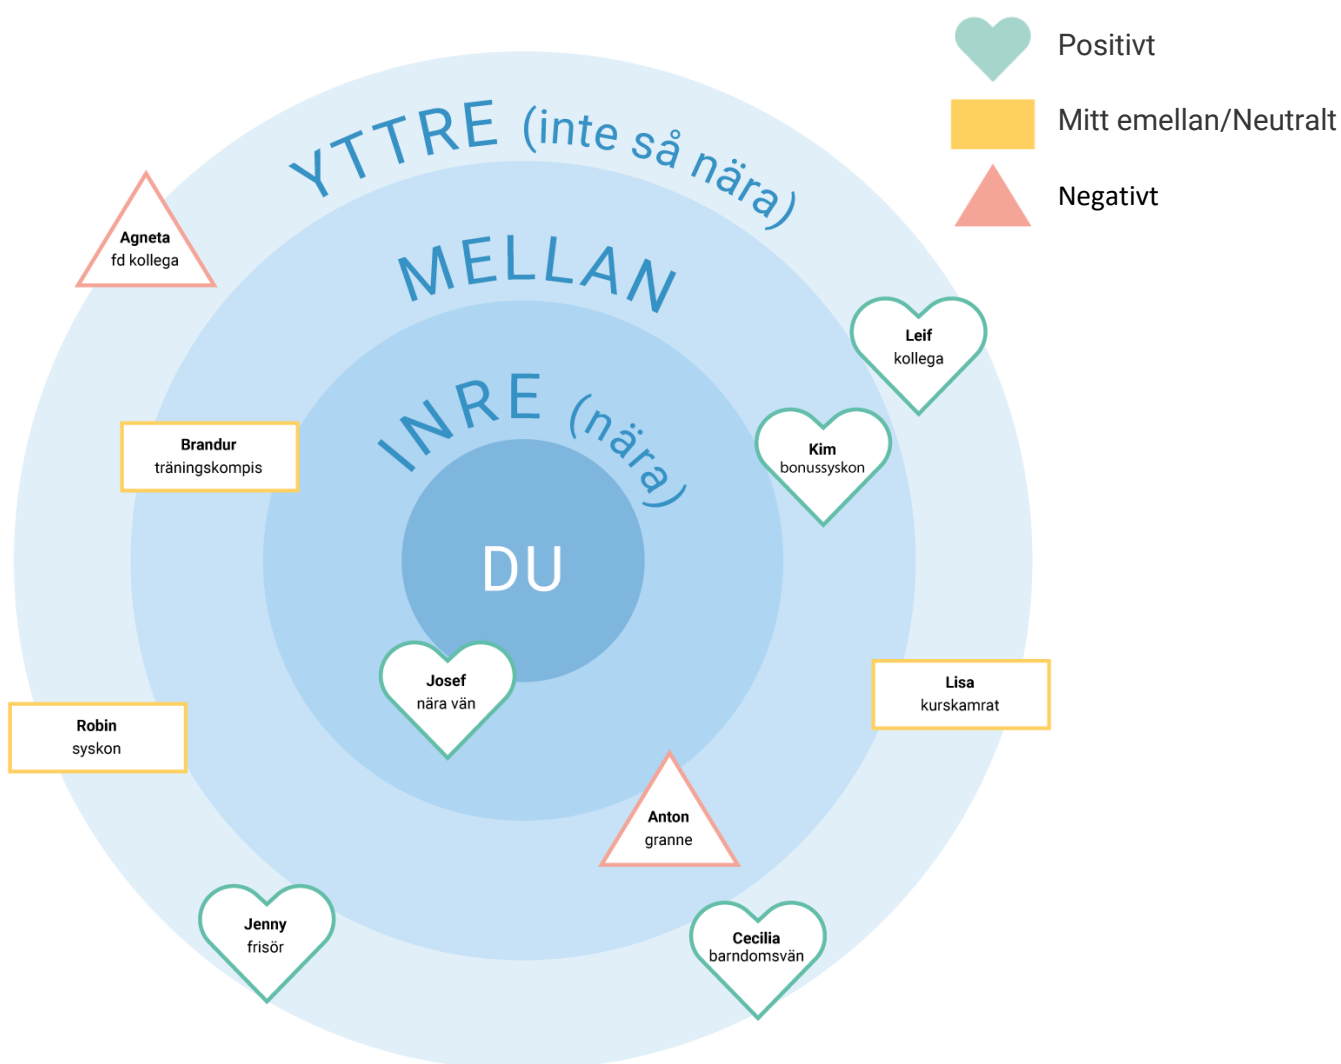 Positivt
Mitt emellan/Neutralt
Negativt
YTTRE (inte så nära)
MELLAN
INRE (nära)
DU
Agneta
fd kollega
Leif
kollega
Brandur
träningskompis
Kim
bonussyskon
Josef
nära vän
Lisa
kurskamrat
Robin
syskon
Anton
granne
Jenny
frisör
Cecilia
barndomsvän